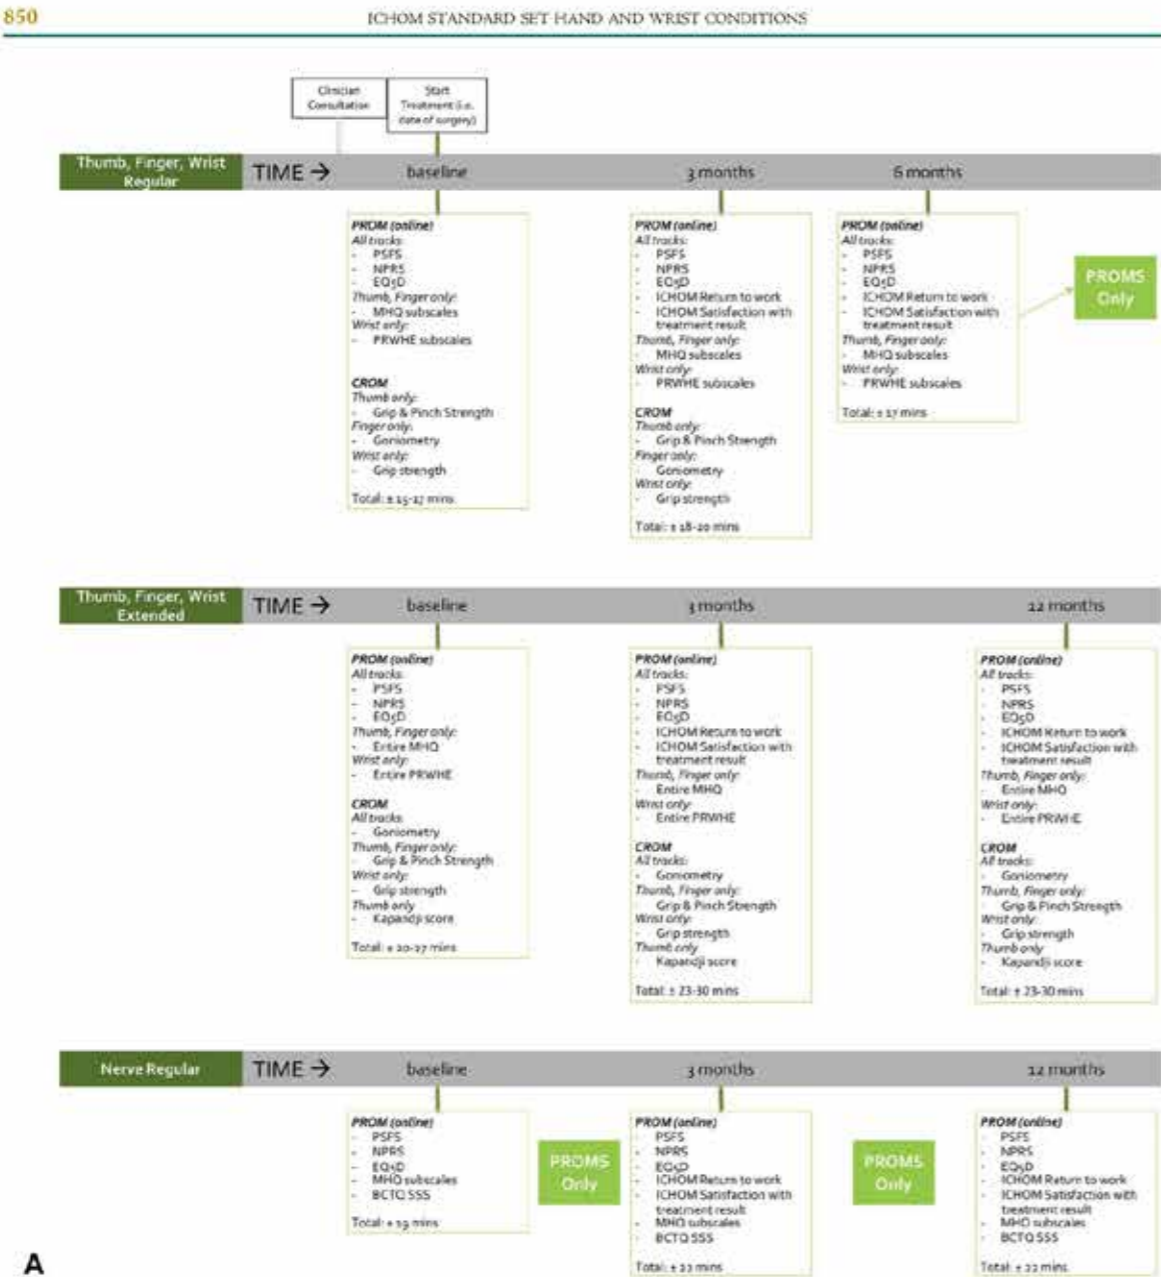 850
ICHOM STANDARD SET HAND AND WRIST CONDITIONS
Clinician
Consultation
Start
Treatment (i.e.
date of surgery)
Thumb, Finger, Wrist
Regular
TIME →
baseline
3 months
6 months
PROM (online)
All tracks:
- PSFS
- NPRS
- EQ5D
Thumb, Finger only:
- MHQ subscales
Wrist only:
- PRWHE subscales
CROM
Thumb only:
- Grip & Pinch Strength
Finger only:
- Goniometry
Wrist only:
- Grip strength
Total: ± 15-17 mins
PROM (online)
All tracks:
- PSFS
- NPRS
- EQ5D
- ICHOM Return to work
- ICHOM Satisfaction with
treatment result
Thumb, Finger only:
- MHQ subscales
Wrist only:
- PRWHE subscales
CROM
Thumb only:
- Grip & Pinch Strength
Finger only:
- Goniometry
Wrist only:
- Grip strength
Total: ± 18-20 mins
PROM (online)
All tracks:
- PSFS
- NPRS
- EQ5D
- ICHOM Return to work
- ICHOM Satisfaction with
treatment result
Thumb, Finger only:
- MHQ subscales
Wrist only:
- PRWHE subscales
Total: ± 17 mins
PROMS
Only
Thumb, Finger, Wrist
Extended
TIME →
baseline
3 months
12 months
PROM (online)
All tracks:
- PSFS
- NPRS
- EQ5D
Thumb, Finger only:
- Entire MHQ
Wrist only:
- Entire PRWHE
CROM
All tracks:
- Goniometry
Thumb, Finger only:
- Grip & Pinch Strength
Wrist only:
- Grip strength
Thumb only
- Kapandji score
Total: ± 20-27 mins
PROM (online)
All tracks:
- PSFS
- NPRS
- EQ5D
- ICHOM Return to work
- ICHOM Satisfaction with
treatment result
Thumb, Finger only:
- Entire MHQ
Wrist only:
- Entire PRWHE
CROM
All tracks:
- Goniometry
Thumb, Finger only:
- Grip & Pinch Strength
Wrist only:
- Grip strength
Thumb only
- Kapandji score
Total: ± 23-30 mins
PROM (online)
All tracks:
- PSFS
- NPRS
- EQ5D
- ICHOM Return to work
- ICHOM Satisfaction with
treatment result
Thumb, Finger only:
- Entire MHQ
Wrist only:
- Entire PRWHE
CROM
All tracks:
- Goniometry
Thumb, Finger only:
- Grip & Pinch Strength
Wrist only:
- Grip strength
Thumb only
- Kapandji score
Total: ± 23-30 mins
Nerve Regular
TIME →
baseline
3 months
12 months
PROM (online)
- PSFS
- NPRS
- EQ5D
- MHQ subscales
- BCTQ SSS
Total: ± 19 mins
PROMS
Only
PROM (online)
- PSFS
- NPRS
- EQ5D
- ICHOM Return to work
- ICHOM Satisfaction with
treatment result
- MHQ subscales
- BCTQ SSS
Total: ± 22 mins
PROMS
Only
PROM (online)
- PSFS
- NPRS
- EQ5D
- ICHOM Return to work
- ICHOM Satisfaction with
treatment result
- MHQ subscales
- BCTQ SSS
Total: ± 22 mins
A